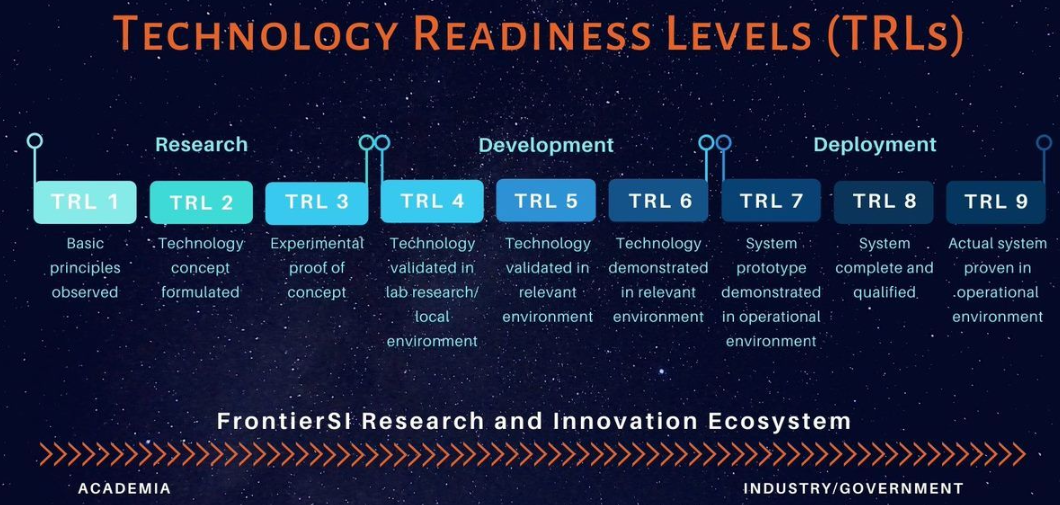 Technology Readiness Levels (TRLs)
Research
Development
Deployment
TRL 1
TRL 2
TRL 3
TRL 4
TRL 5
TRL 6
TRL 7
TRL 8
TRL 9
Basic
principles
observed
Technology
concept
formulated
Experimental
proof of
concept
Technology
validated in
lab research/
local
environment
Technology
validated in
relevant
environment
Technology
demonstrated
in relevant
environment
System
prototype
demonstrated
in operational
environment
System
complete and
qualified
Actual system
proven in
operational
environment
FrontierSI Research and Innovation Ecosystem
ACADEMIA
INDUSTRY/GOVERNMENT